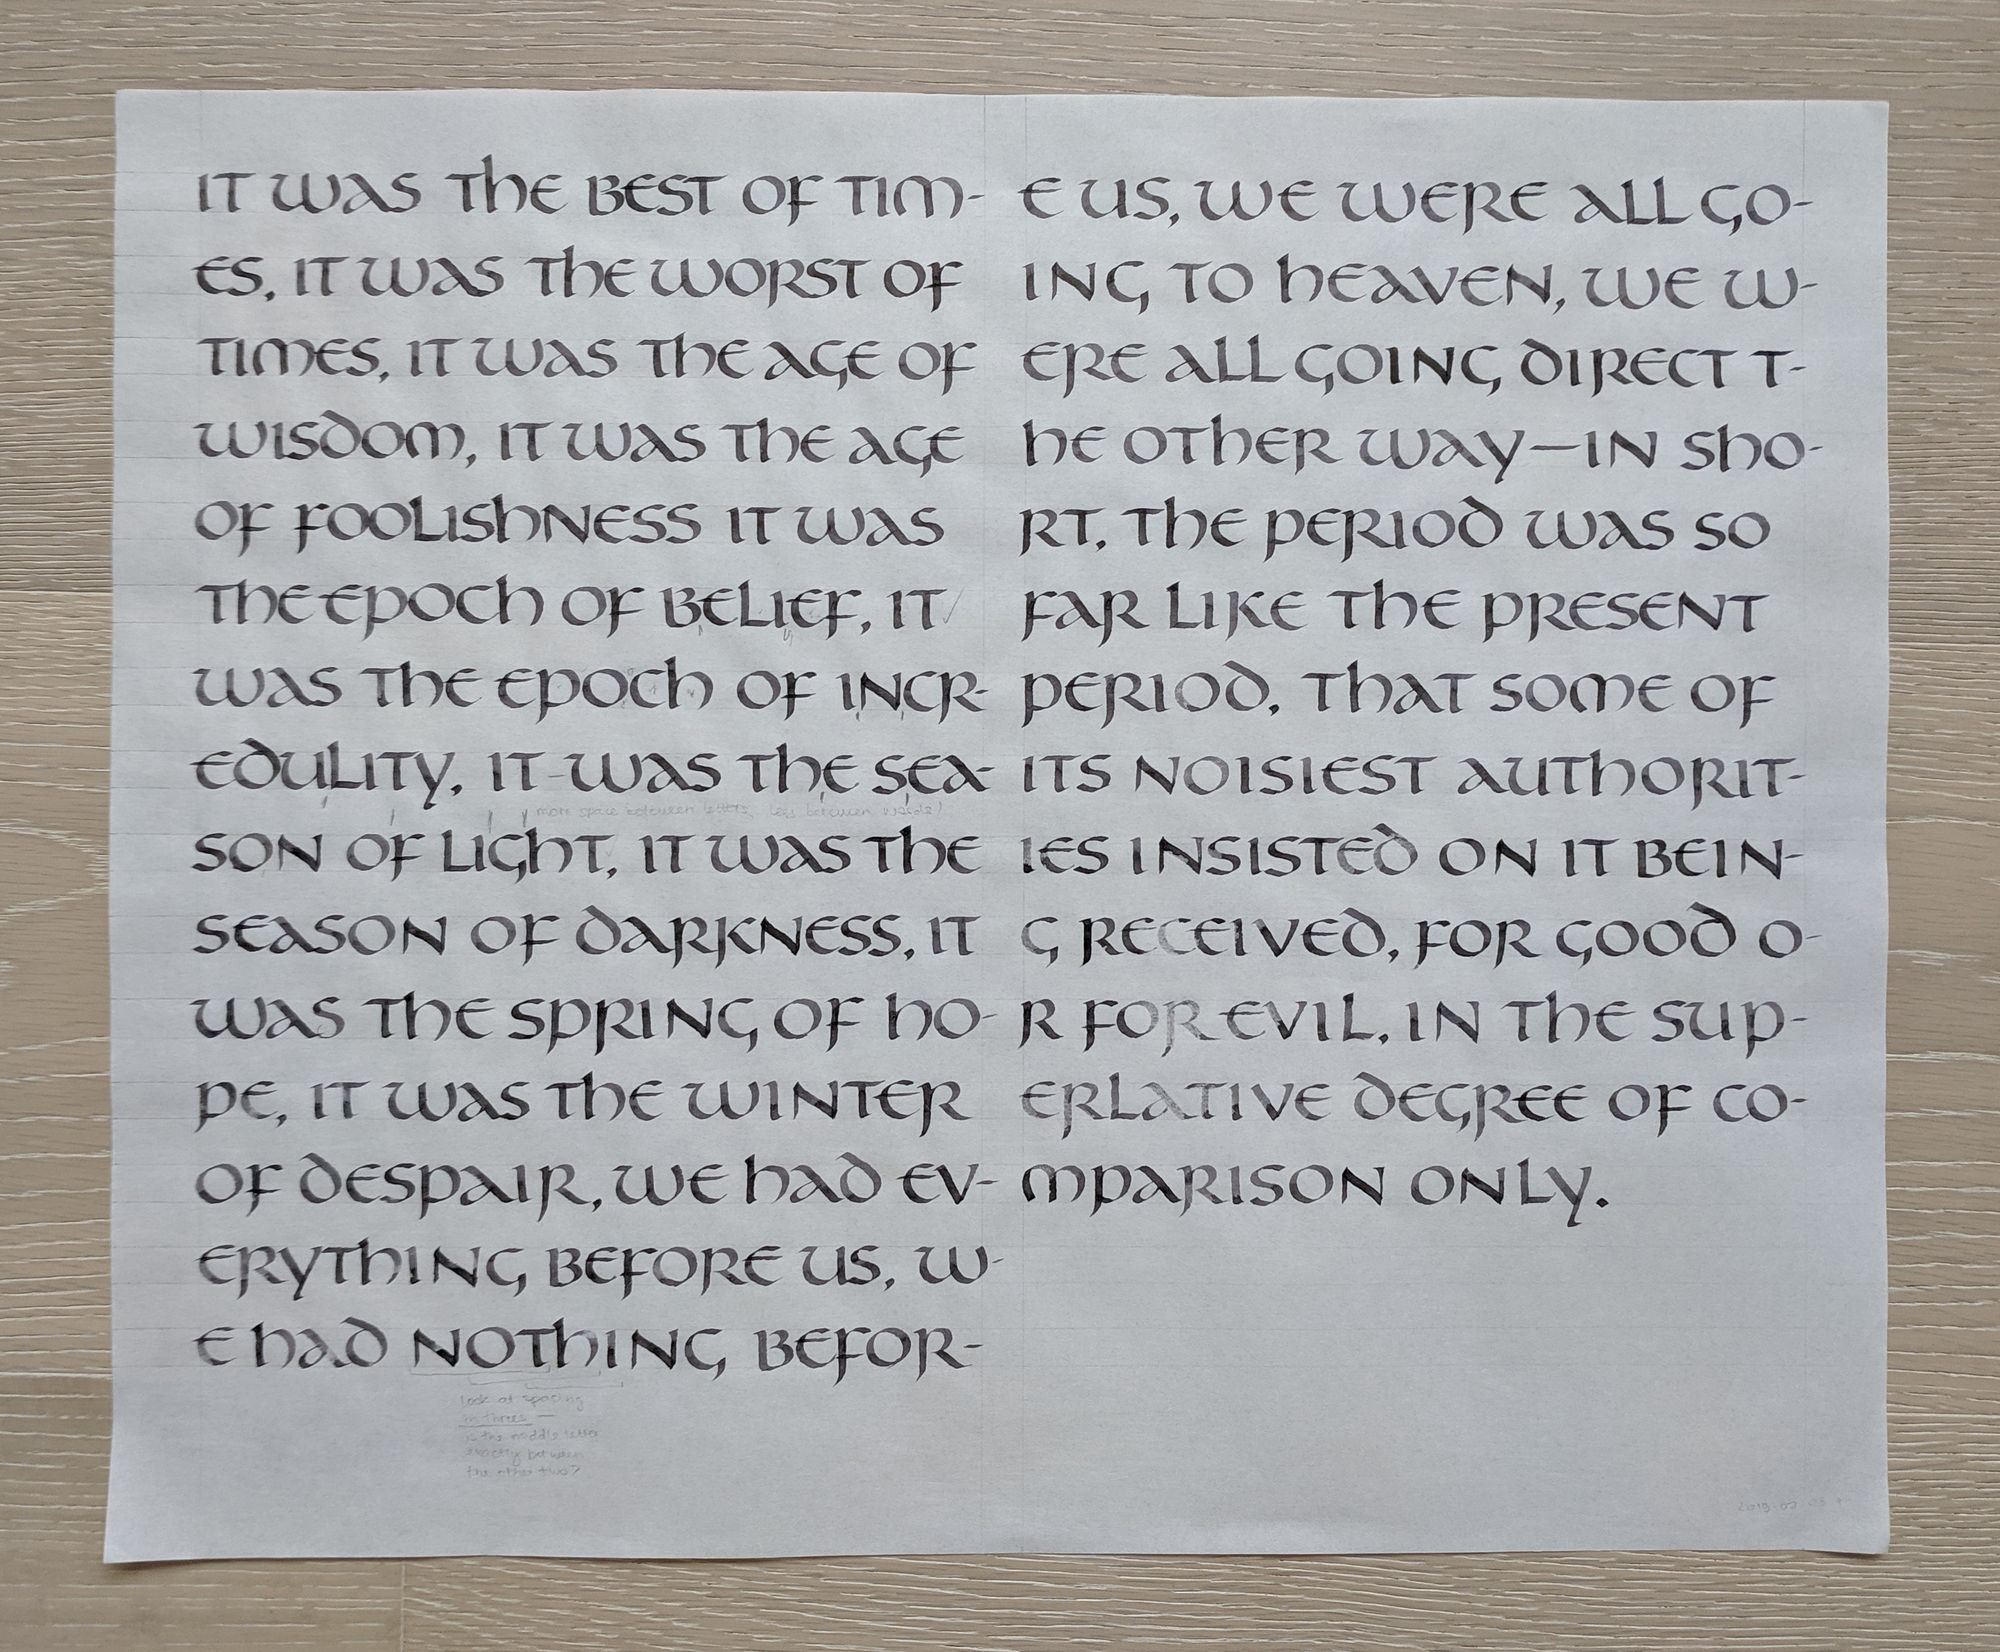 IT WAS THE BEST OF TIM-
ES, IT WAS THE WORST OF
TIMES, IT WAS THE AGE OF
WISDOM, IT WAS THE AGE
OF FOOLISHNESS IT WAS
THE EPOCH OF BELIEF, IT
WAS THE EPOCH OF INCR-
EDULITY, IT WAS THE SEA-
more space between letters, less between words!
SON OF LIGHT, IT WAS THE
SEASON OF DARKNESS, IT
WAS THE SPRING OF HO-
PE, IT WAS THE WINTER
OF DESPAIR, WE HAD EV-
ERYTHING BEFORE US, W-
E HAD NOTHING BEFOR-
look at spacing
in threes —
is the middle letter
exactly between
the other two?
E US, WE WERE ALL GO-
ING TO HEAVEN, WE W-
ERE ALL GOING DIRECT T-
HE OTHER WAY—IN SHO-
RT, THE PERIOD WAS SO
FAR LIKE THE PRESENT
PERIOD, THAT SOME OF
ITS NOISIEST AUTHORIT-
IES INSISTED ON IT BEIN-
G RECEIVED, FOR GOOD O-
R FOR EVIL, IN THE SUP-
ERLATIVE DEGREE OF CO-
MPARISON ONLY.